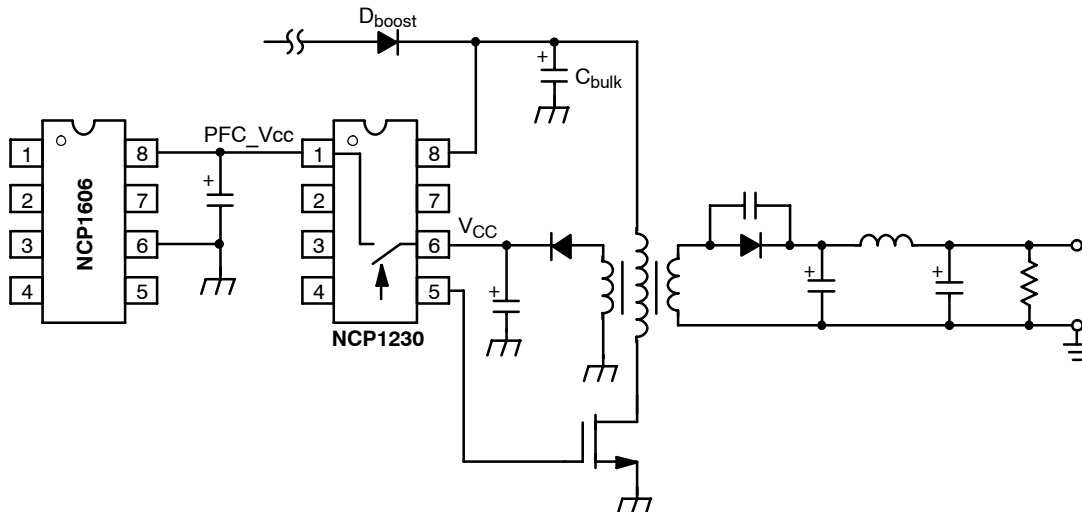 D_boost
+
C_bulk
PFC_Vcc
1 8 1 8
2 7 2 7
NCP1606
+
3 6 3 6
V_CC
4 5 4 5
NCP1230
+
+
+